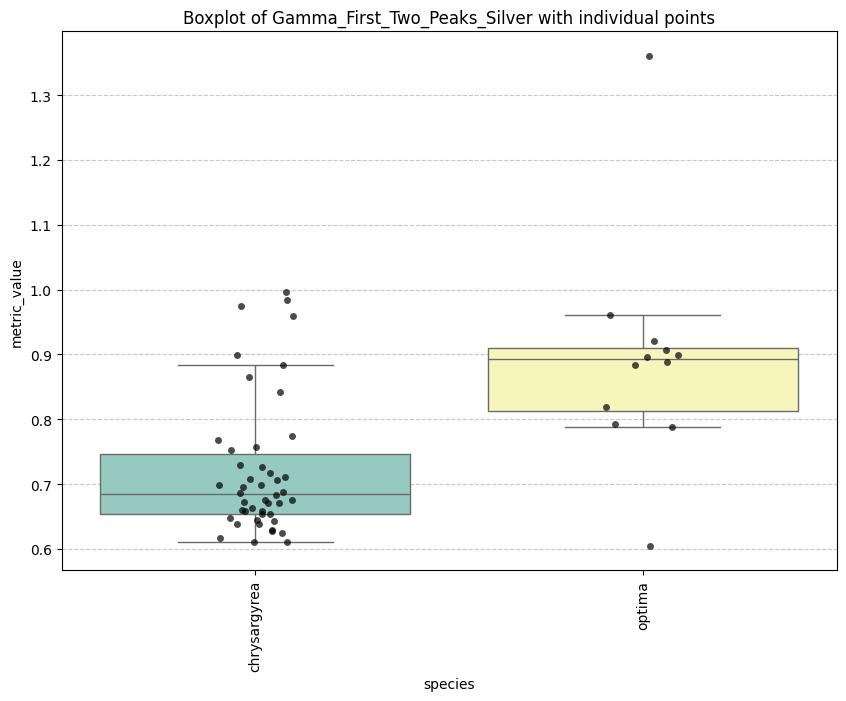 Boxplot of Gamma_First_Two_Peaks_Silver with individual points
metric_value
1.3
1.2
1.1
1.0
0.9
0.8
0.7
0.6
chrysargyrea
optima
species